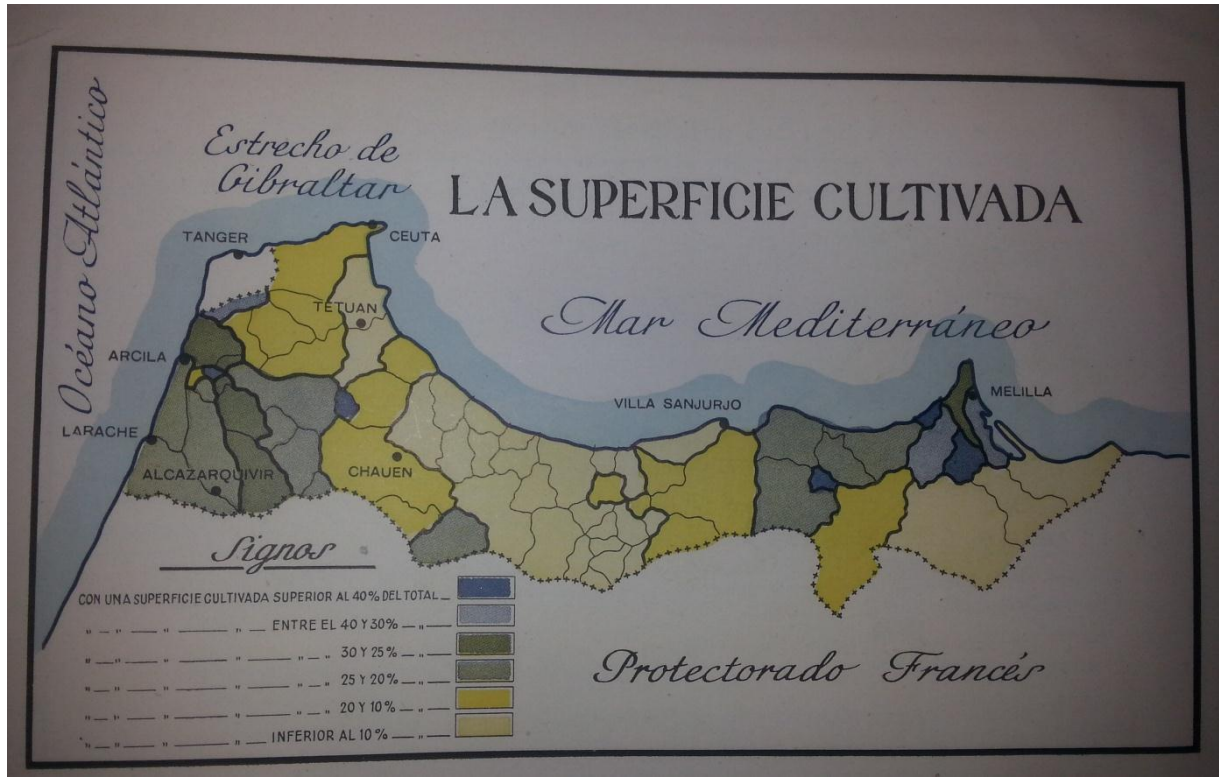 Océano Atlántico
Estrecho de
Gibraltar
LA SUPERFICIE CULTIVADA
TANGER
CEUTA
TETUAN
Mar Mediterráneo
ARCILA
MELILLA
VILLA SANJURJO
LARACHE
CHAUEN
ALCAZARQUIVIR
Signos
CON UNA SUPERFICIE CULTIVADA SUPERIOR AL 40% DEL TOTAL _
„ — „ — — „ — — „ — ENTRE EL 40 Y 30% — „ —
„ — „ — — „ — — „ — „ — „ 30 Y 25% — „ —
„ — „ — — „ — — „ — „ — „ 25 Y 20% — „ —
„ — „ — — „ — — „ — „ — „ 20 Y 10% — „ —
„ — „ — — „ — — „ — INFERIOR AL 10% — „ —
Protectorado Francés